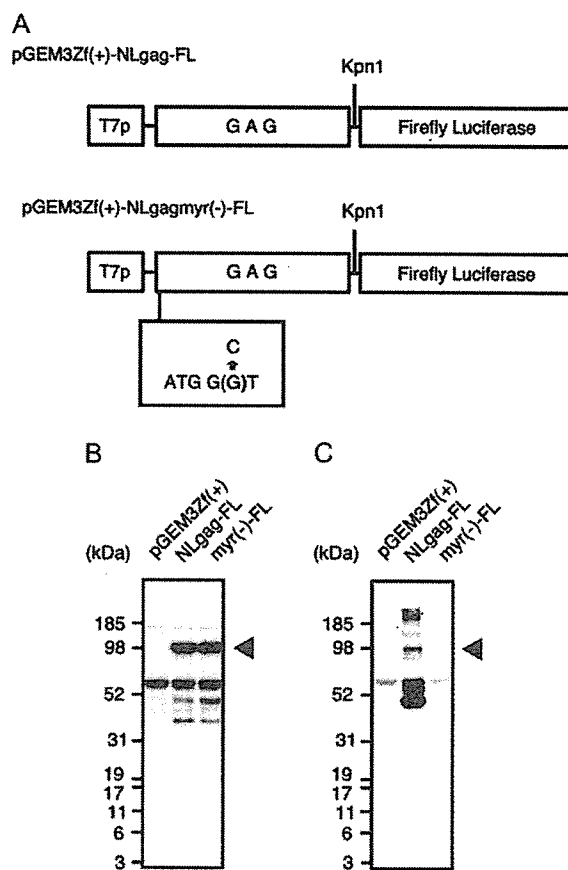 A
pGEM3Zf(+)-NLgag-FL
Kpn1
T7p
G A G
Firefly Luciferase
pGEM3Zf(+)-NLgagmyr(-)-FL
Kpn1
T7p
G A G
Firefly Luciferase
C
ATG G(G)T
B
(kDa)
pGEM3Zf(+)
NLgag-FL
myr(-)-FL
185
98
52
31
19
17
11
6
3
C
(kDa)
pGEM3Zf(+)
NLgag-FL
myr(-)-FL
185
98
52
31
19
17
11
6
3